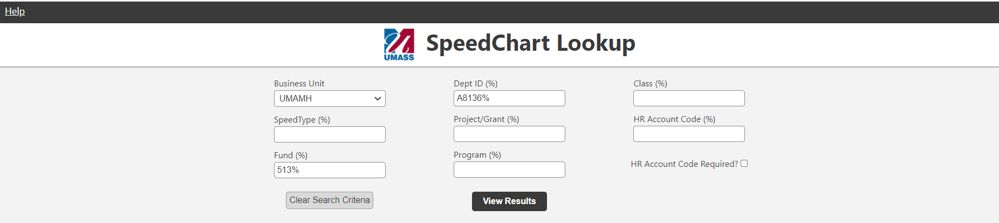 Help
UMASS
SpeedChart Lookup
Business Unit
UMAMH
Dept ID (%)
A8136%
Class (%)
SpeedType (%)
Project/Grant (%)
HR Account Code (%)
Fund (%)
513%
Program (%)
HR Account Code Required?
Clear Search Criteria
View Results